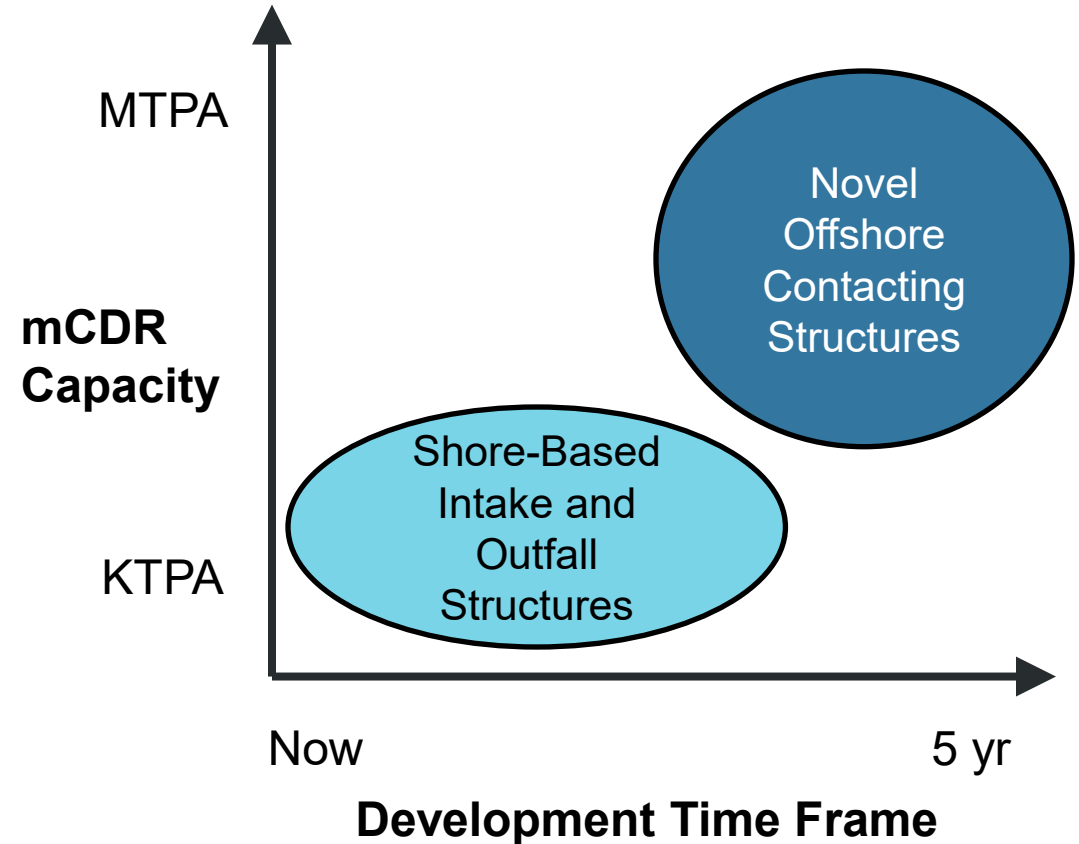 MTPA
Novel
Offshore
Contacting
Structures
mCDR
Capacity
Shore-Based
Intake and
Outfall
Structures
KTPA
Now
5 yr
Development Time Frame